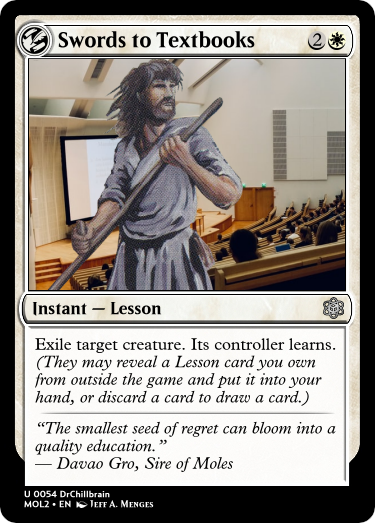 Swords to Textbooks 2
Instant — Lesson
Exile target creature. Its controller learns.
(They may reveal a Lesson card you own
from outside the game and put it into your
hand, or discard a card to draw a card.)
“The smallest seed of regret can bloom into a
quality education.”
— Davao Gro, Sire of Moles
U 0054 DrChillbrain
MOL2 • EN Jeff A. Menges